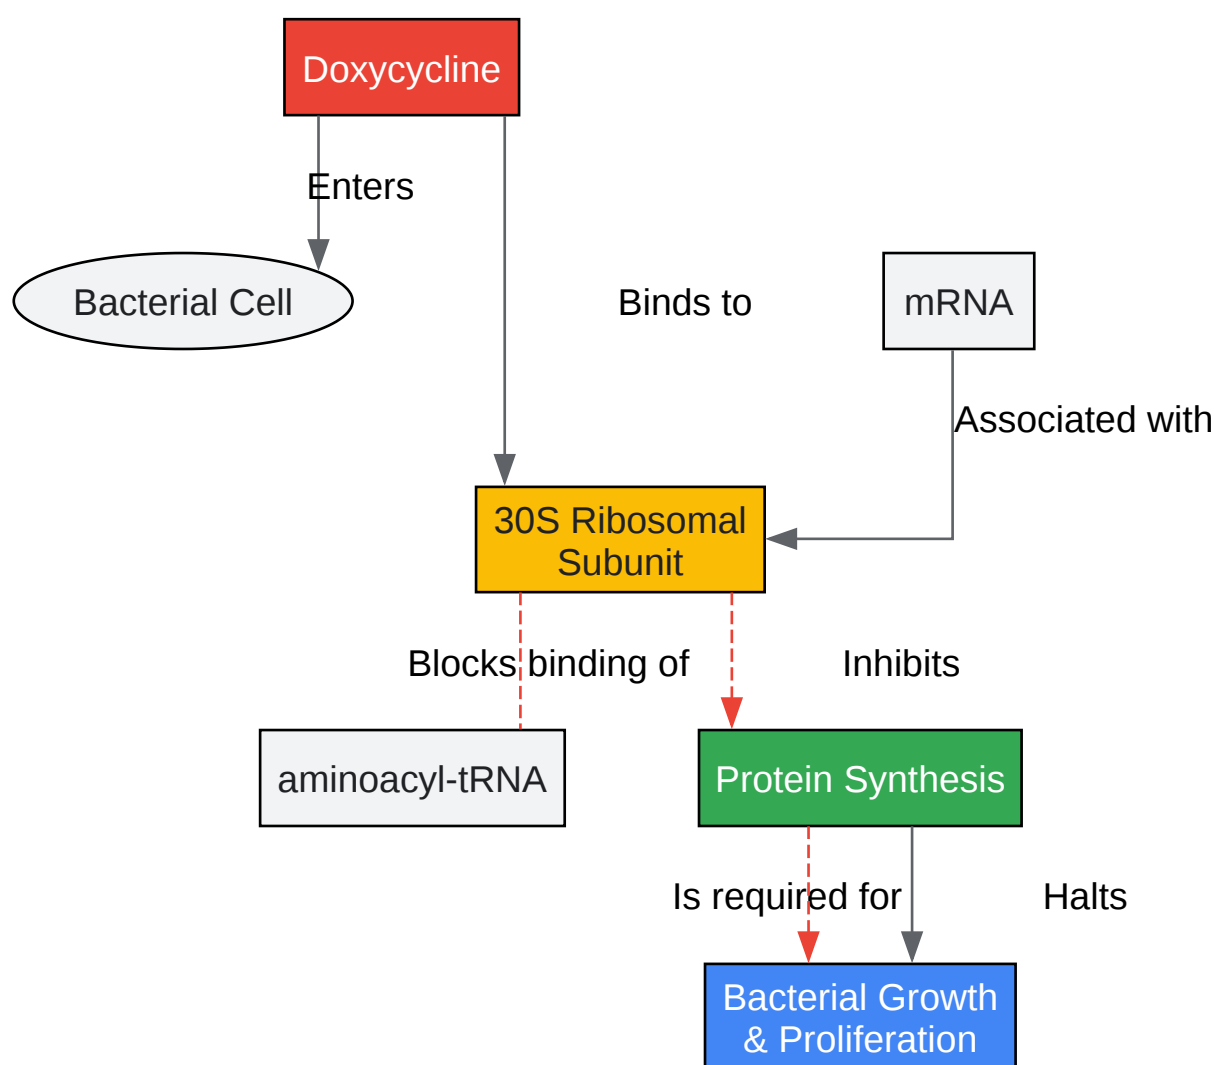 Doxycycline
Enters
Bacterial Cell
Binds to
mRNA
Associated with
30S Ribosomal
Subunit
Blocks binding of
Inhibits
aminoacyl-tRNA
Protein Synthesis
Is required for
Halts
Bacterial Growth
& Proliferation